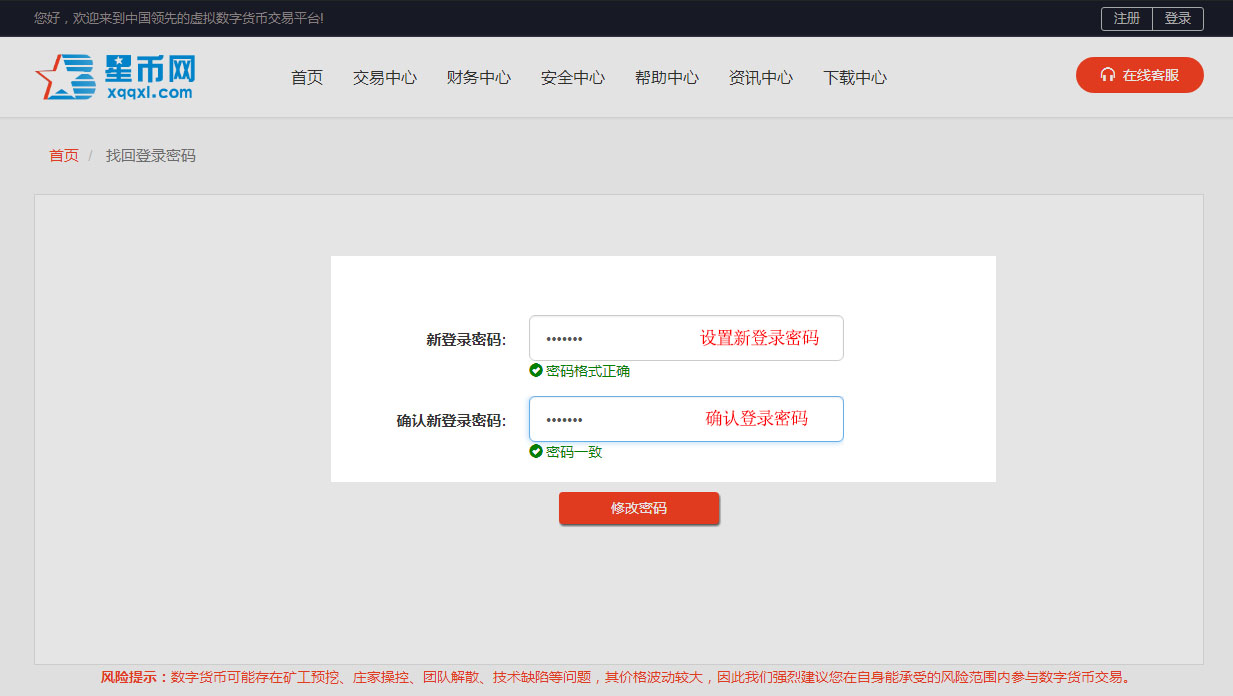 您好，欢迎来到中国领先的虚拟数字货币交易平台!
注册 登录
星币网
xqqxl.com
首页 交易中心 财务中心 安全中心 帮助中心 资讯中心 下载中心
在线客服
首页 / 找回登录密码
新登录密码: ••••••• 设置新登录密码
密码格式正确
确认新登录密码: ••••••• 确认登录密码
密码一致
修改密码
风险提示：数字货币可能存在矿工预挖、庄家操控、团队解散、技术缺陷等问题，其价格波动较大，因此我们强烈建议您在自身能承受的风险范围内参与数字货币交易。